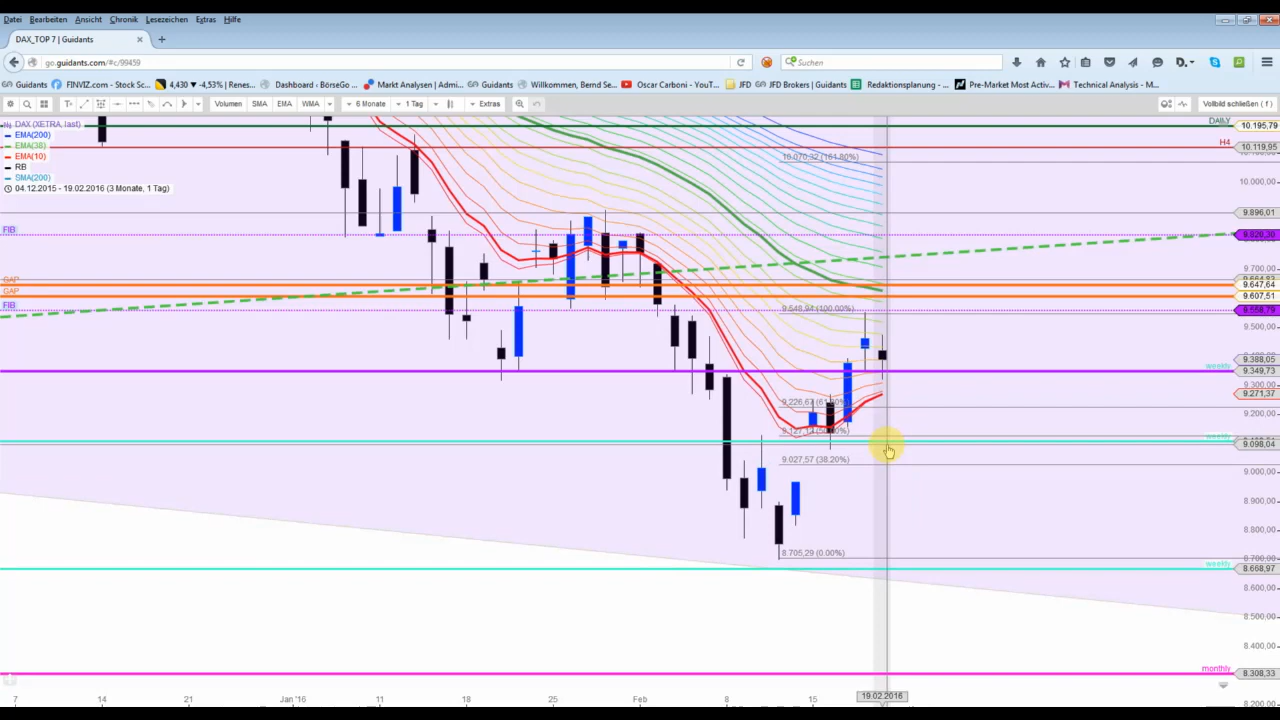 Datei Bearbeiten Ansicht Chronik Lesezeichen Extras Hilfe
DAX_TOP 7 | Guidants
go.guidants.com/#c/99459
Suchen
Guidants FINVIZ.com - Stock Sc... 4,430 ▾ -4,53% | Renes... Dashboard ‹ BörseGo ... Markt Analysen | Admi... Guidants Willkommen, Bernd Se... Oscar Carboni - YouT... JFD Brokers | Guidants Redaktionsplanung - ... Pre-Market Most Activ... Technical Analysis - M...
Volumen SMA EMA WMA 6 Monate 1 Tag Extras Vollbild schließen ( f )
DAX (XETRA, last)
EMA(200)
EMA(38)
EMA(10)
RB
SMA(200)
04.12.2015 - 19.02.2016 (3 Monate, 1 Tag)
DAILY
10.195,79
H4
10.119,95
10.070,32 (161.80%)
10.000,00
9.896,01
FIB
9.920,30
9.700,00
GAP
9.647,64
GAP
9.607,51
FIB
9.558,79
9.548,94 (100.00%)
9.500,00
9.388,05
weekly
9.349,73
9.300,00
9.271,37
9.200,00
weekly
9.098,04
9.027,57 (38.20%)
9.000,00
8.900,00
8.800,00
8.705,29 (0.00%)
8.700,00
weekly
8.668,97
8.600,00
8.500,00
8.400,00
monthly
8.308,33
8.200,00
7 14 21 Jan '16 11 18 25 Feb 8 15 19.02.2016